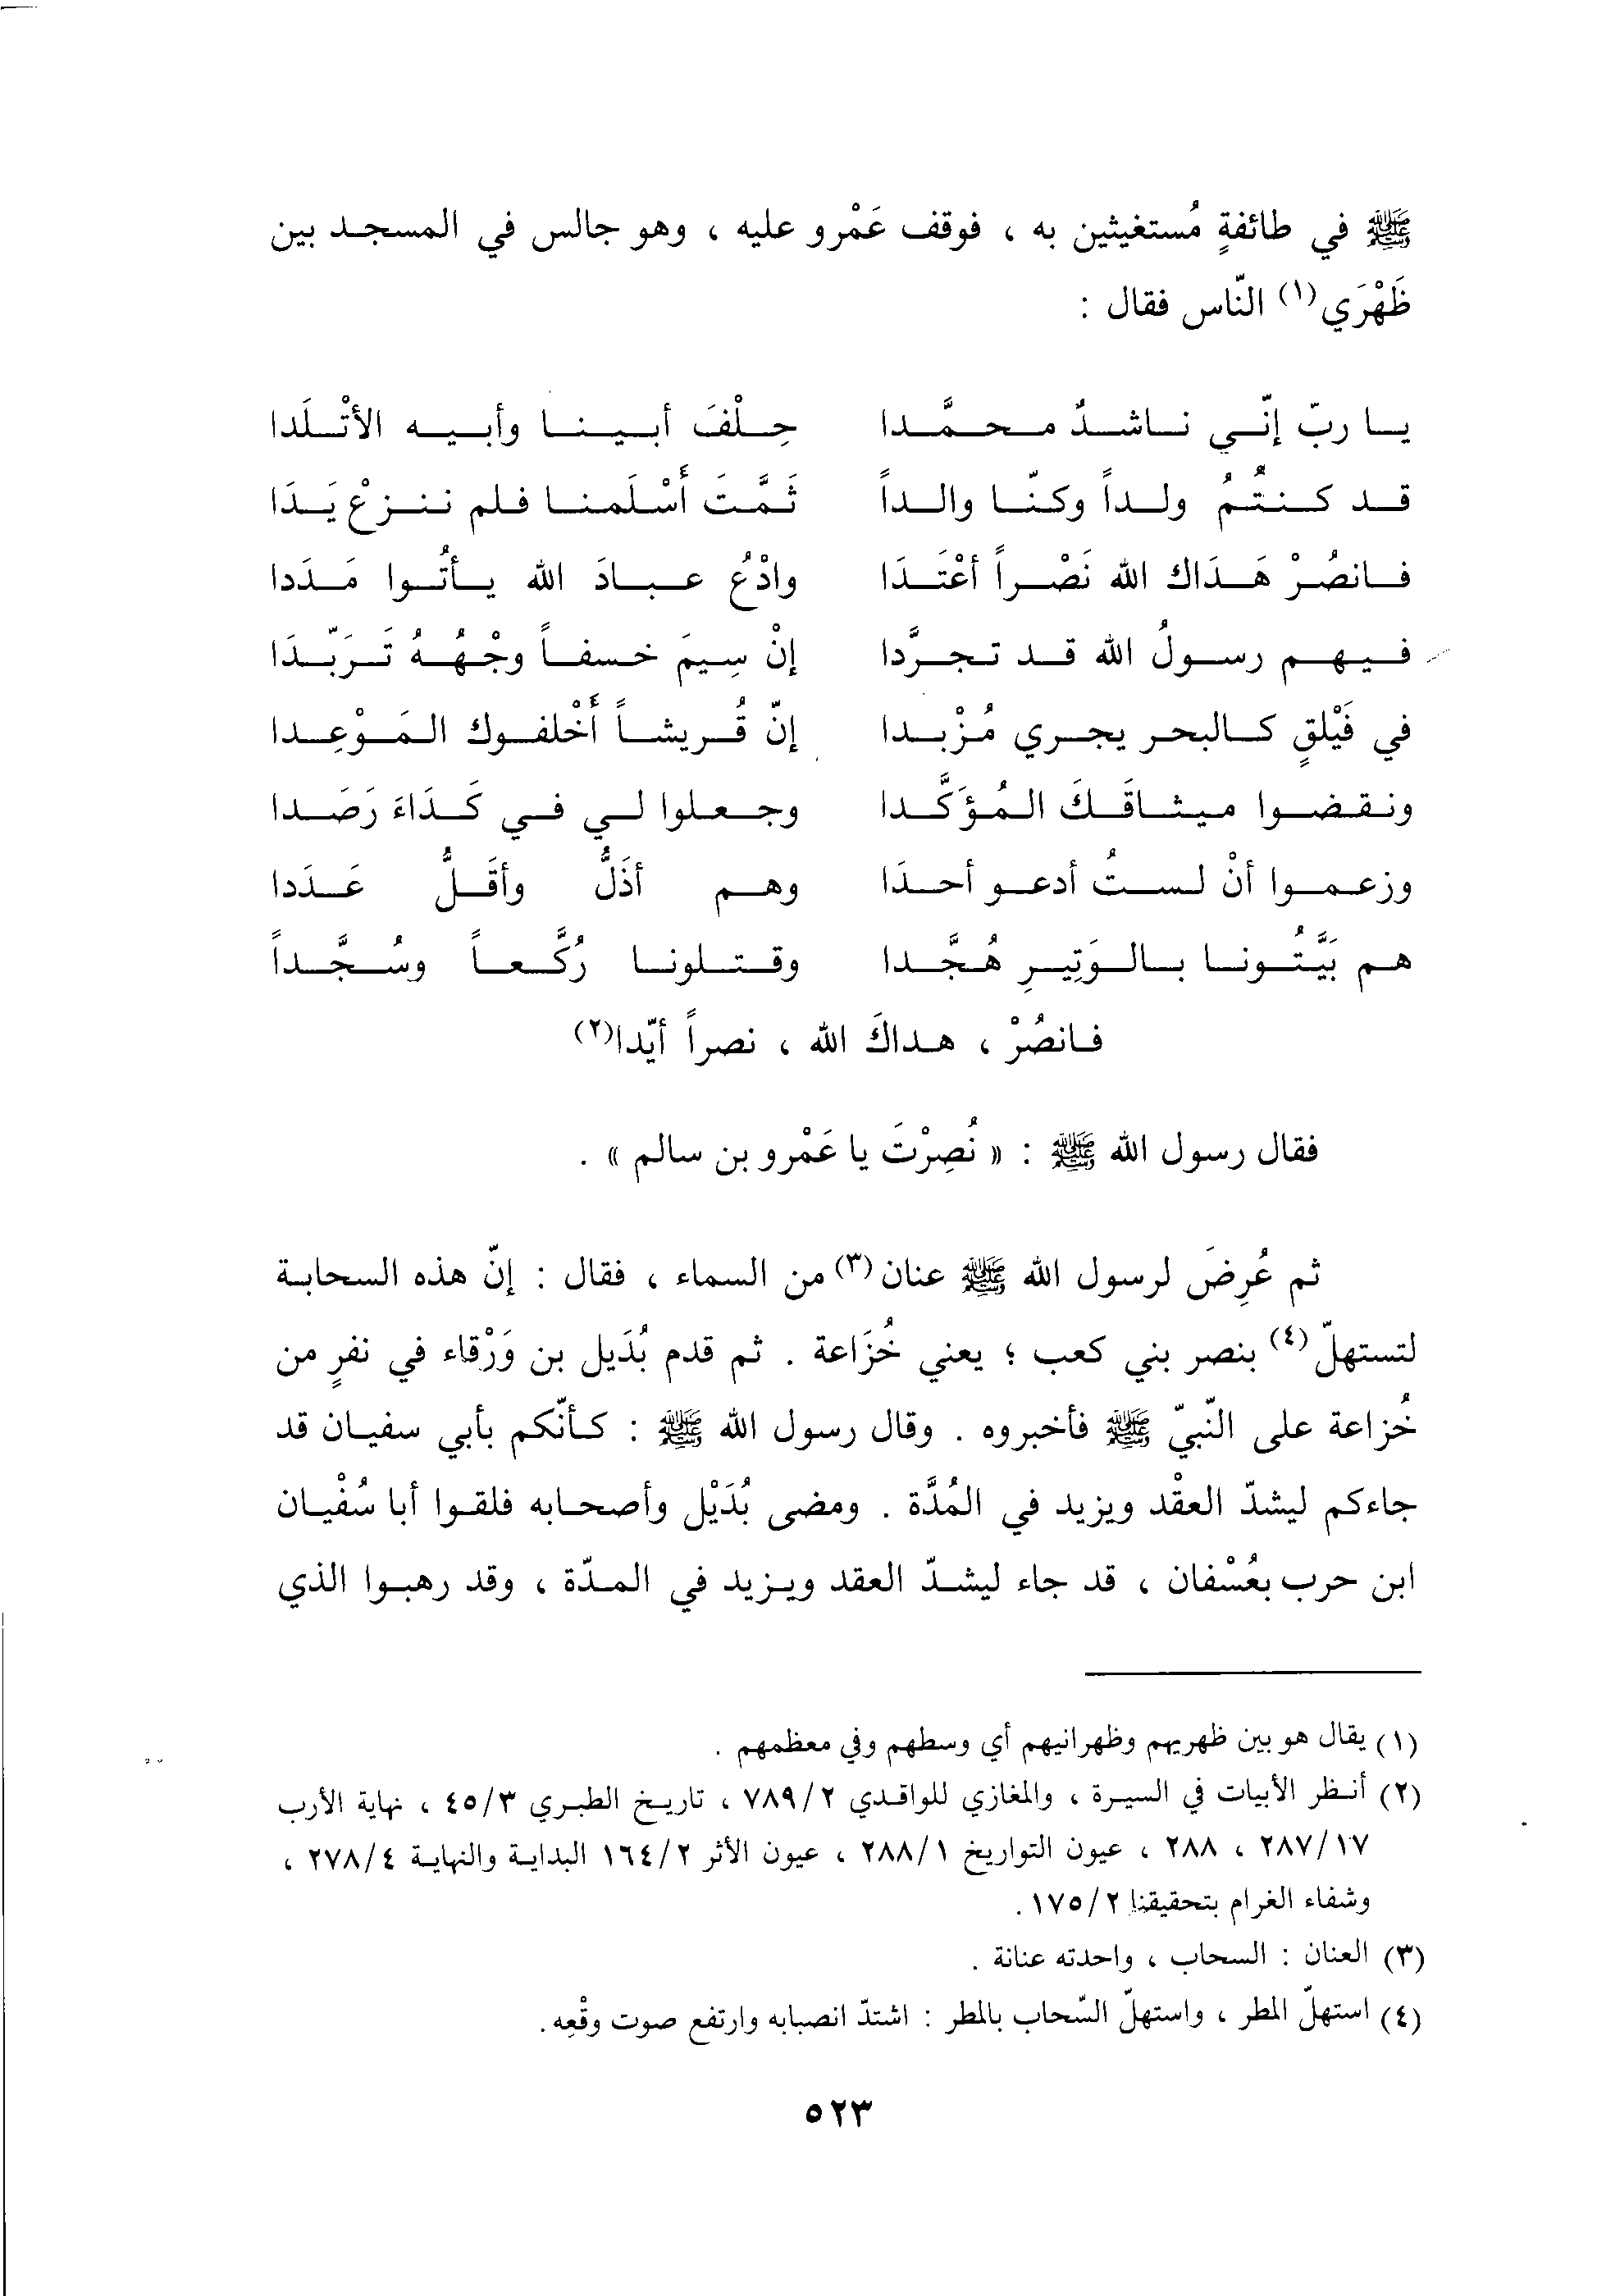 ﷺ في طائفةٍ مُستغيثين به ، فوقف عَمْرو عليه ، وهو جالس في المسجد بين
ظَهْرَي(١) النّاس فقال :
يا ربّ إنّي ناشدٌ محمَّدا حِلْفَ أبينا وأبيه الأتْلَدا
قد كنتُمُ ولداً وكنّا والداً ثَمَّتَ أَسْلَمنا فلم ننزعْ يَدَا
فانصُرْ هَدَاك الله نَصْراً أعْتَدَا وادْعُ عبادَ الله يأتُوا مَدَدا
فيهم رسولُ الله قد تجرَّدا إنْ سِيمَ خسفاً وجْهُهُ تَرَبّدَا
في فَيْلقٍ كالبحر يجري مُزْبدا إنّ قُريشاً أَخْلفوك المَوْعِدا
ونقضوا ميثاقَكَ المُؤَكَّدا وجعلوا لي في كَدَاءَ رَصَدا
وزعموا أنْ لستُ أدعو أحدَا وهم أذَلُّ وأقَلُّ عَدَدا
هم بَيَّتُونا بالوَتِيرِ هُجَّدا وقتلونا رُكَّعاً وسُجَّداً
فانصُرْ ، هداكَ الله ، نصراً أيّدا(٢)
فقال رسول الله ﷺ : « نُصِرْتَ يا عَمْرو بن سالم » .
ثم عُرِضَ لرسول الله ﷺ عنان(٣) من السماء ، فقال : إنّ هذه السحابة
لتستهلّ(٤) بنصر بني كعب ؛ يعني خُزَاعة . ثم قدم بُدَيل بن وَرْقاء في نفرٍ من
خُزاعة على النّبيّ ﷺ فأخبروه . وقال رسول الله ﷺ : كأنّكم بأبي سفيان قد
جاءكم ليشدّ العقْد ويزيد في المُدَّة . ومضى بُدَيْل وأصحابه فلقوا أبا سُفْيان
ابن حرب بعُسْفان ، قد جاء ليشدّ العقد ويزيد في المدّة ، وقد رهبوا الذي
(١) يقال هو بين ظهريهم وظهرانيهم أي وسطهم وفي معظمهم .
(٢) أنظر الأبيات في السيرة ، والمغازي للواقدي ٧٨٩/٢ ، تاريخ الطبري ٤٥/٣ ، نهاية الأرب
٢٨٧/١٧ ، ٢٨٨ ، عيون التواريخ ٢٨٨/١ ، عيون الأثر ١٦٤/٢ البداية والنهاية ٢٧٨/٤ ،
وشفاء الغرام بتحقيقنا ١٧٥/٢ .
(٣) العنان : السحاب ، واحدته عنانة .
(٤) استهلّ المطر ، واستهلّ السّحاب بالمطر : اشتدّ انصبابه وارتفع صوت وقْعِه .
٥٢٣